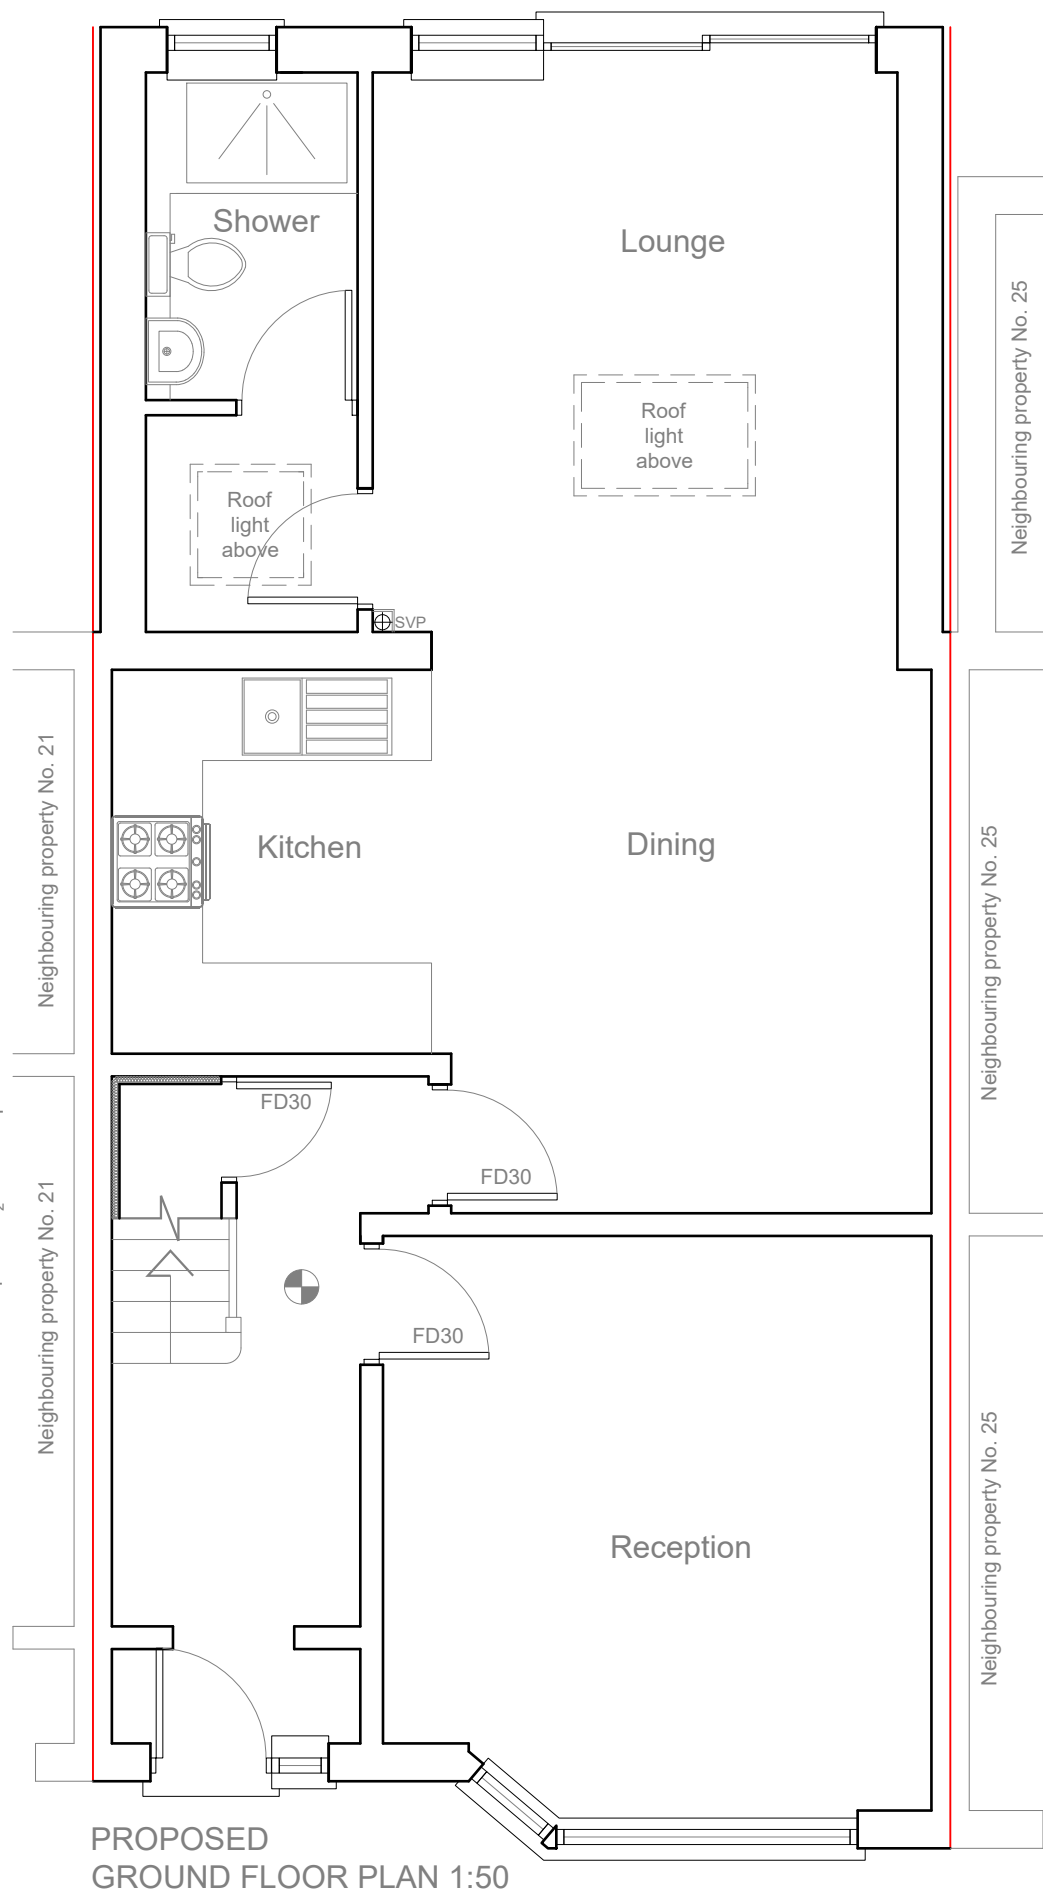 Shower
Lounge
Neighbouring property No. 25
Roof
light
above
Roof
light
above
SVP
Neighbouring property No. 21
Kitchen
Dining
Neighbouring property No. 25
FD30
FD30
Neighbouring property No. 21
FD30
Reception
Neighbouring property No. 25
PROPOSED
GROUND FLOOR PLAN 1:50